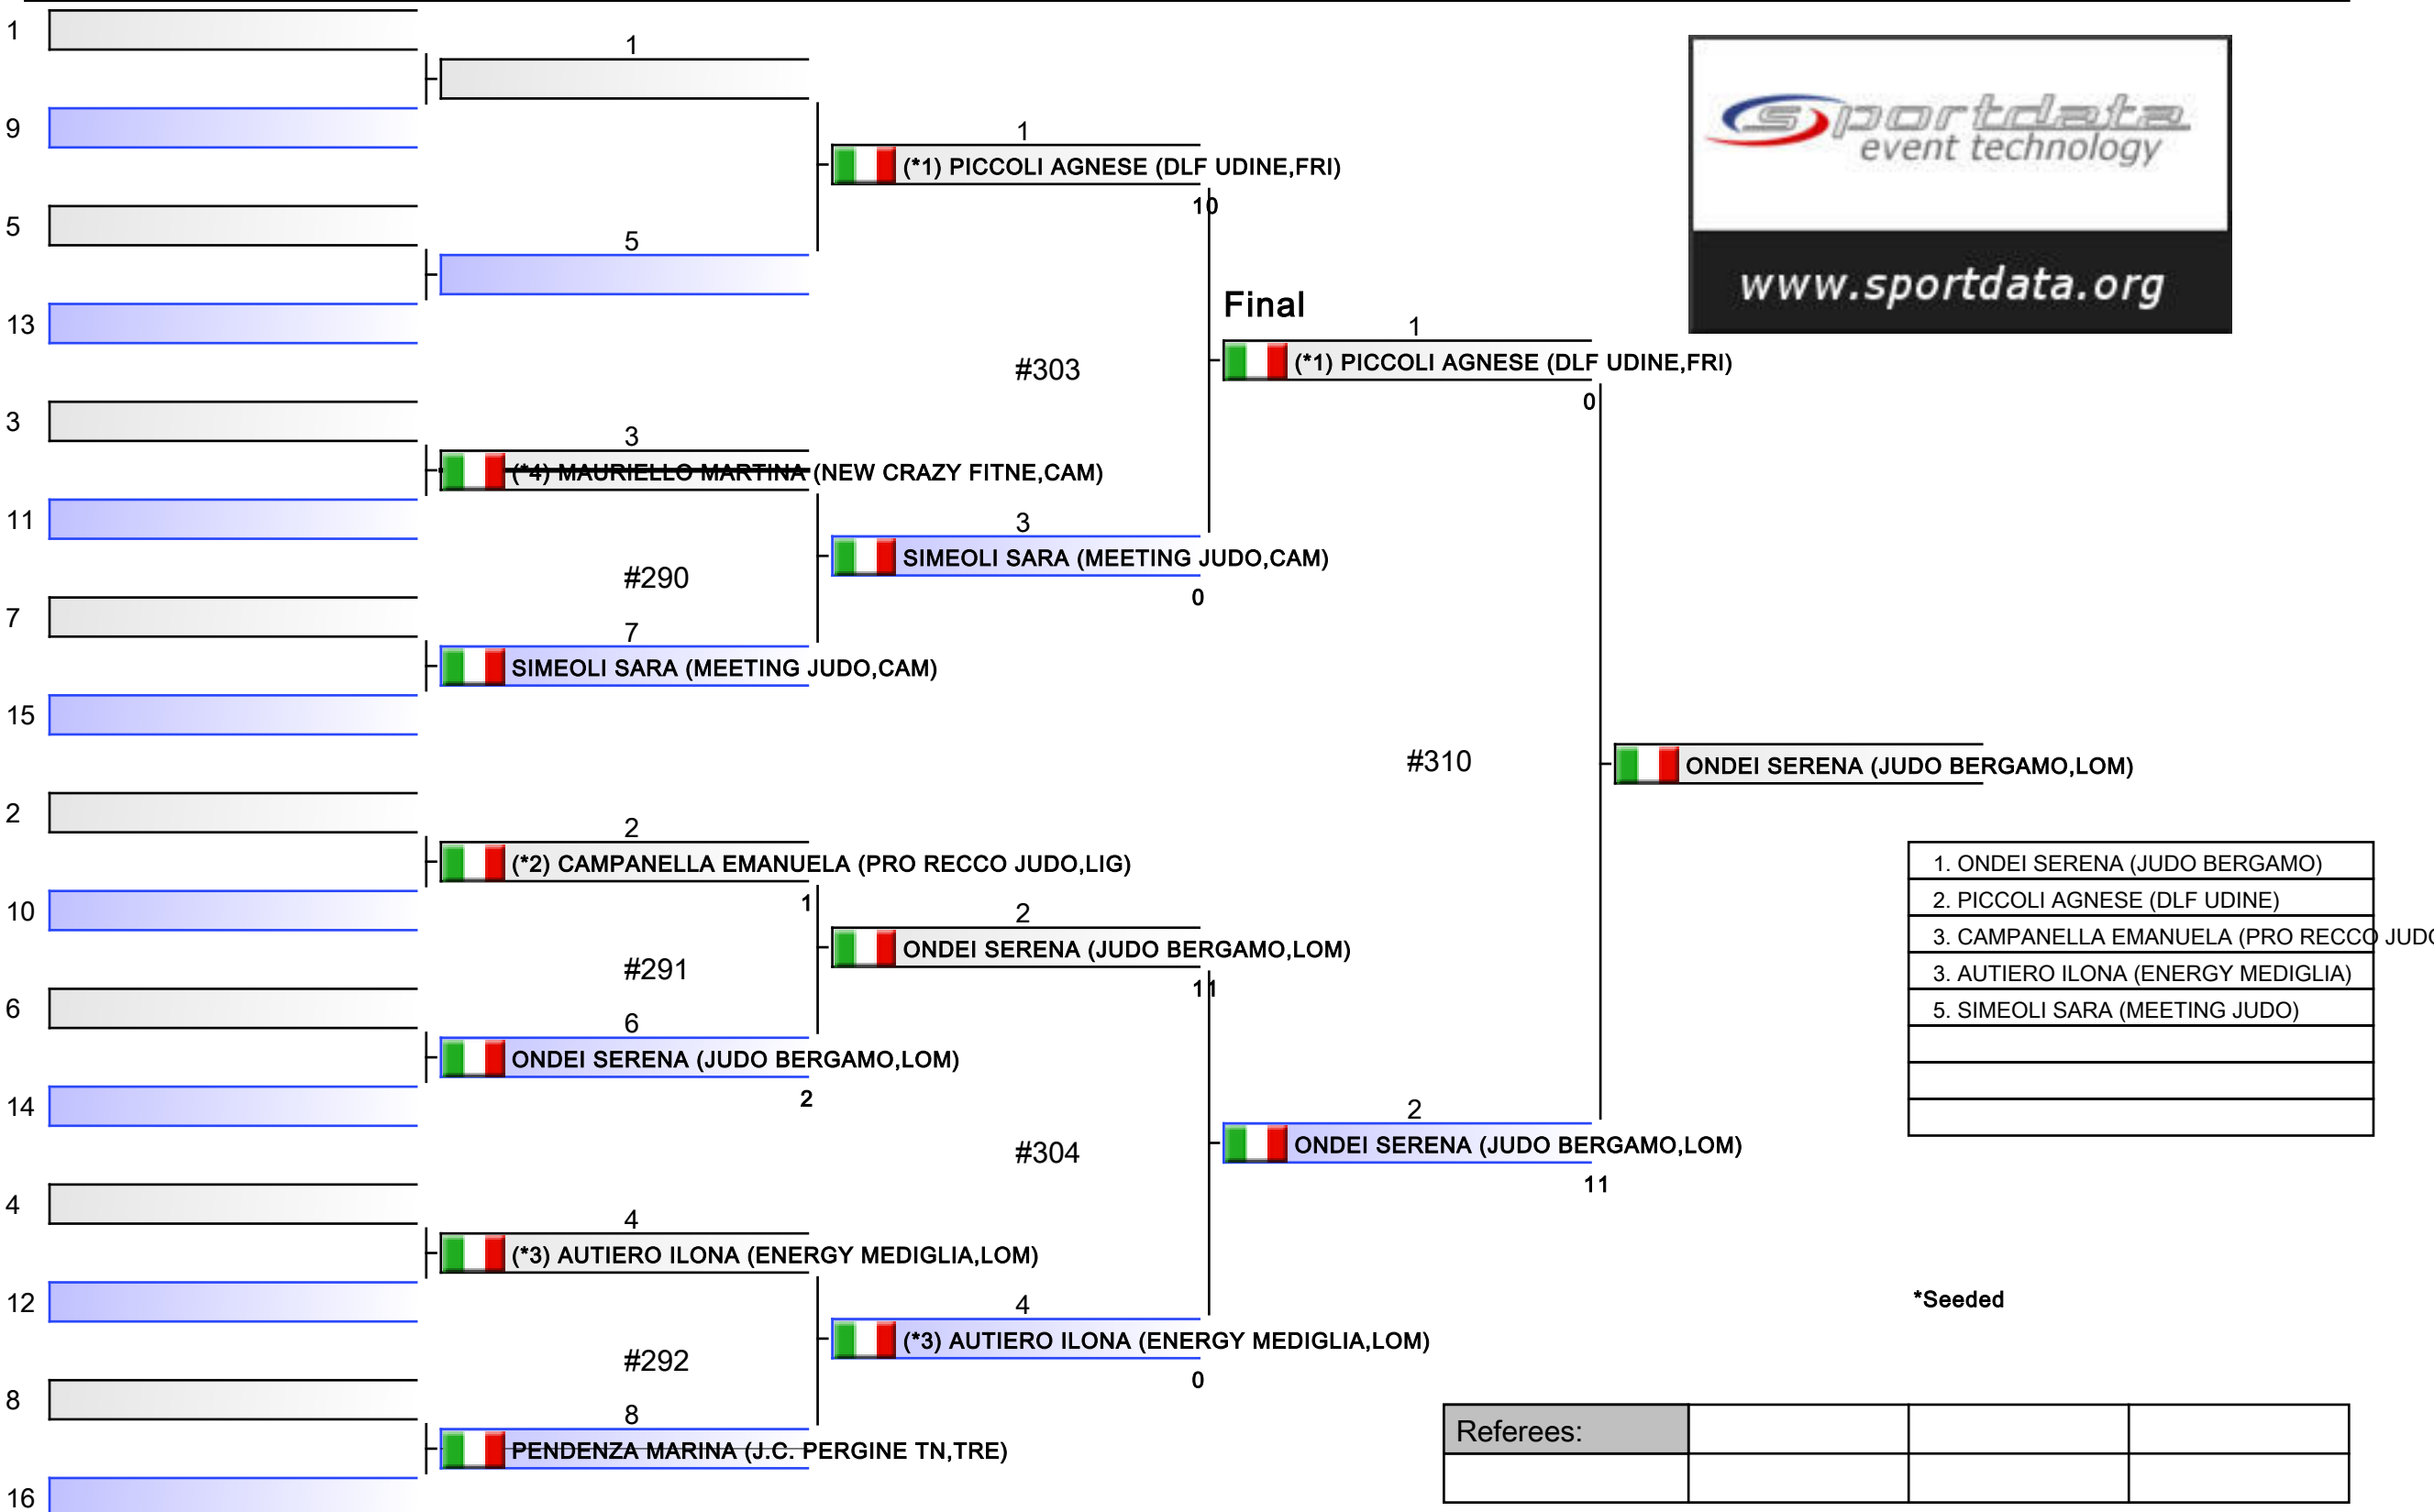 1
1
9
1
(*1) PICCOLI AGNESE (DLF UDINE,FRI)
10
5
5
13
sportdata
event technology
www.sportdata.org
Final
1
(*1) PICCOLI AGNESE (DLF UDINE,FRI)
0
#303
3
3
(*4) MAURIELLO MARTINA (NEW CRAZY FITNE,CAM)
11
3
SIMEOLI SARA (MEETING JUDO,CAM)
0
#290
7
7
SIMEOLI SARA (MEETING JUDO,CAM)
15
#310
ONDEI SERENA (JUDO BERGAMO,LOM)
2
2
(*2) CAMPANELLA EMANUELA (PRO RECCO JUDO,LIG)
1
10
2
ONDEI SERENA (JUDO BERGAMO,LOM)
11
#291
6
6
ONDEI SERENA (JUDO BERGAMO,LOM)
2
14
1. ONDEI SERENA (JUDO BERGAMO)
2. PICCOLI AGNESE (DLF UDINE)
3. CAMPANELLA EMANUELA (PRO RECCO JUDO
3. AUTIERO ILONA (ENERGY MEDIGLIA)
5. SIMEOLI SARA (MEETING JUDO)
#304
2
ONDEI SERENA (JUDO BERGAMO,LOM)
11
4
4
(*3) AUTIERO ILONA (ENERGY MEDIGLIA,LOM)
12
4
(*3) AUTIERO ILONA (ENERGY MEDIGLIA,LOM)
0
*Seeded
#292
8
8
PENDENZA MARINA (J.C. PERGINE TN,TRE)
16
Referees: